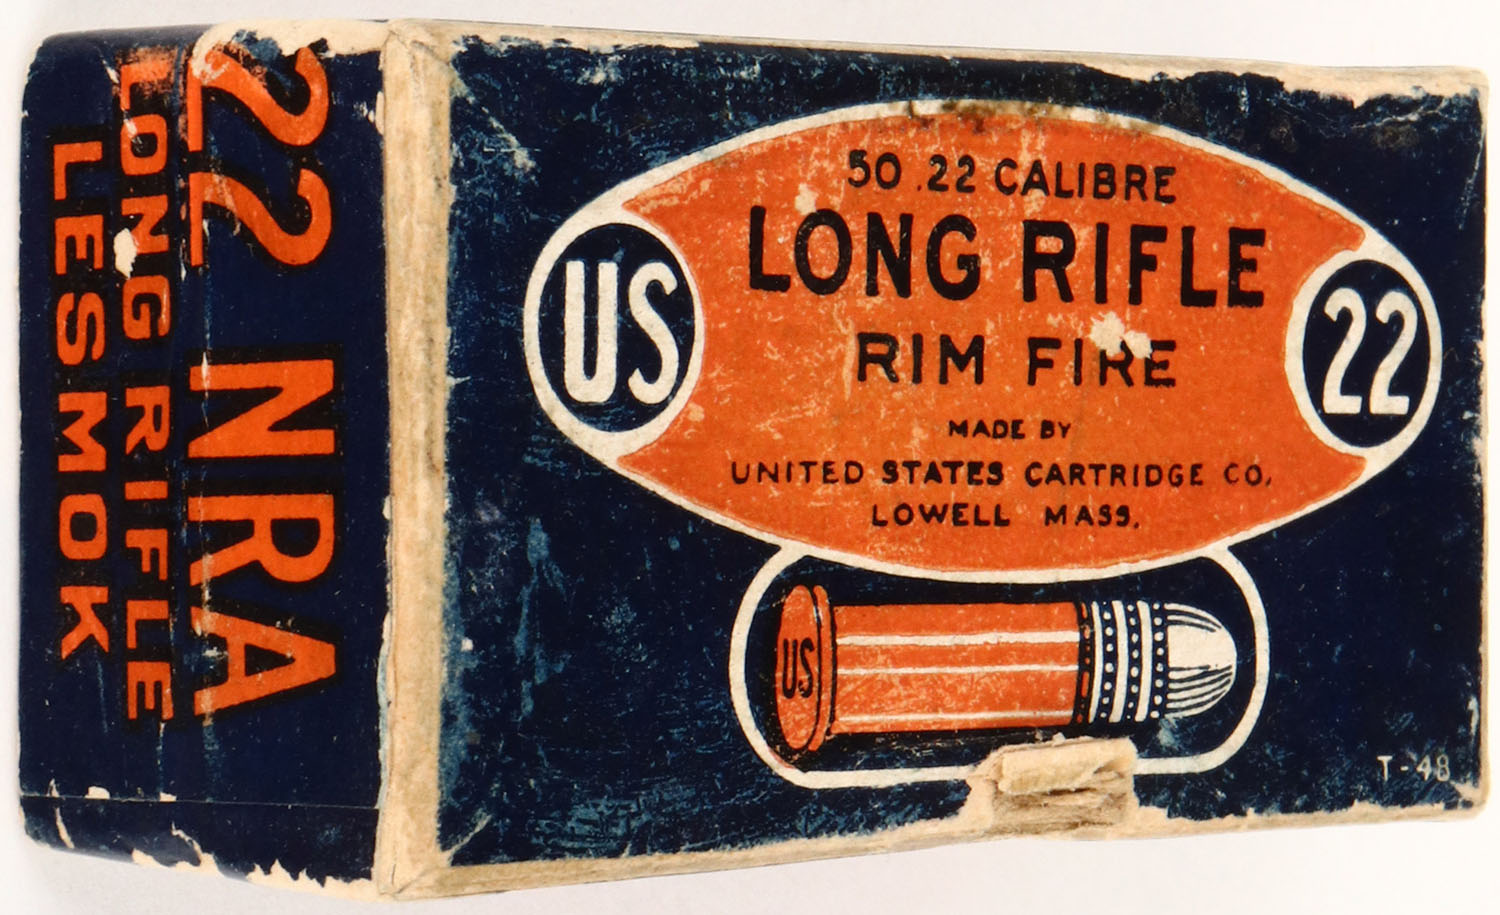 22 NRA
LONG RIFLE
LESMOK
50 .22 CALIBRE
LONG RIFLE
RIM FIRE
MADE BY
UNITED STATES CARTRIDGE CO.
LOWELL MASS.
US
22
US
T-48